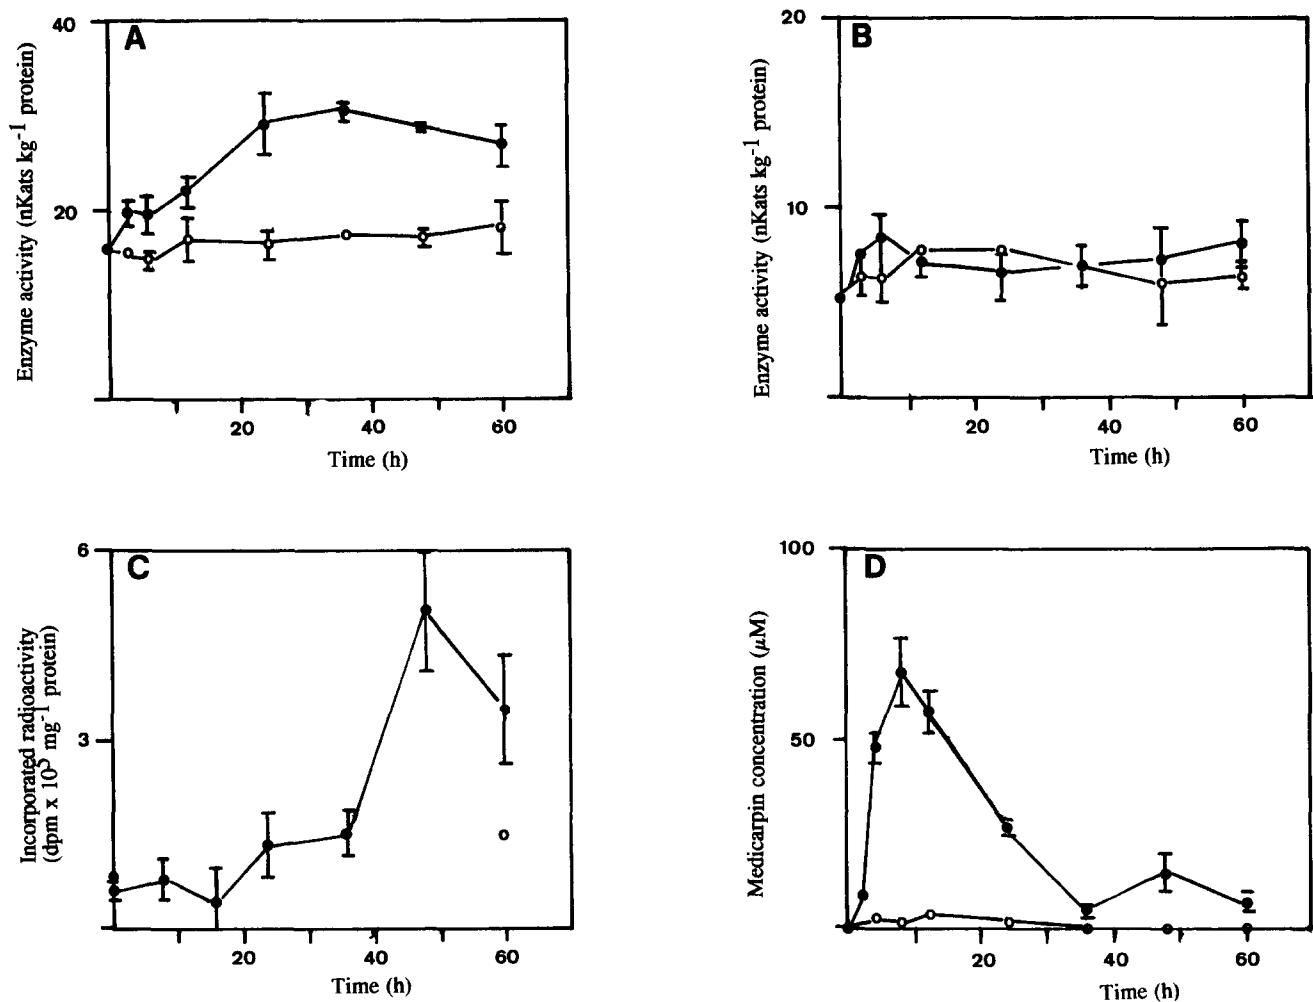 40
A
20
Enzyme activity (nKats kg-1 protein)
20 40 60
Time (h)
20
B
10
Enzyme activity (nKats kg-1 protein)
20 40 60
Time (h)
6
C
3
Incorporated radioactivity
(dpm x 105 mg-1 protein)
20 40 60
Time (h)
100
D
50
Medicarpin concentration (μM)
20 40 60
Time (h)